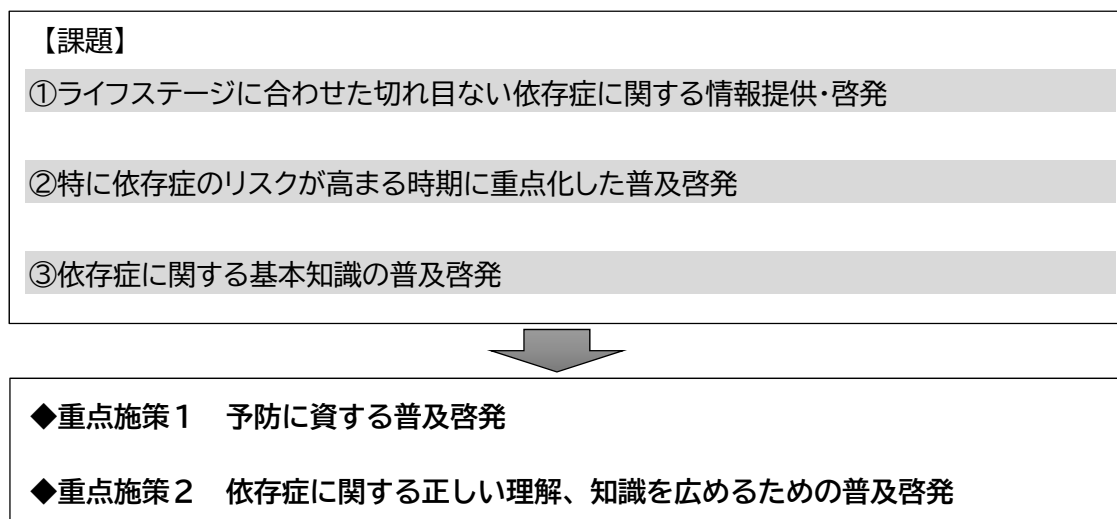 【課題】
①ライフステージに合わせた切れ目ない依存症に関する情報提供・啓発
②特に依存症のリスクが高まる時期に重点化した普及啓発
③依存症に関する基本知識の普及啓発
◆重点施策1　予防に資する普及啓発
◆重点施策2　依存症に関する正しい理解、知識を広めるための普及啓発